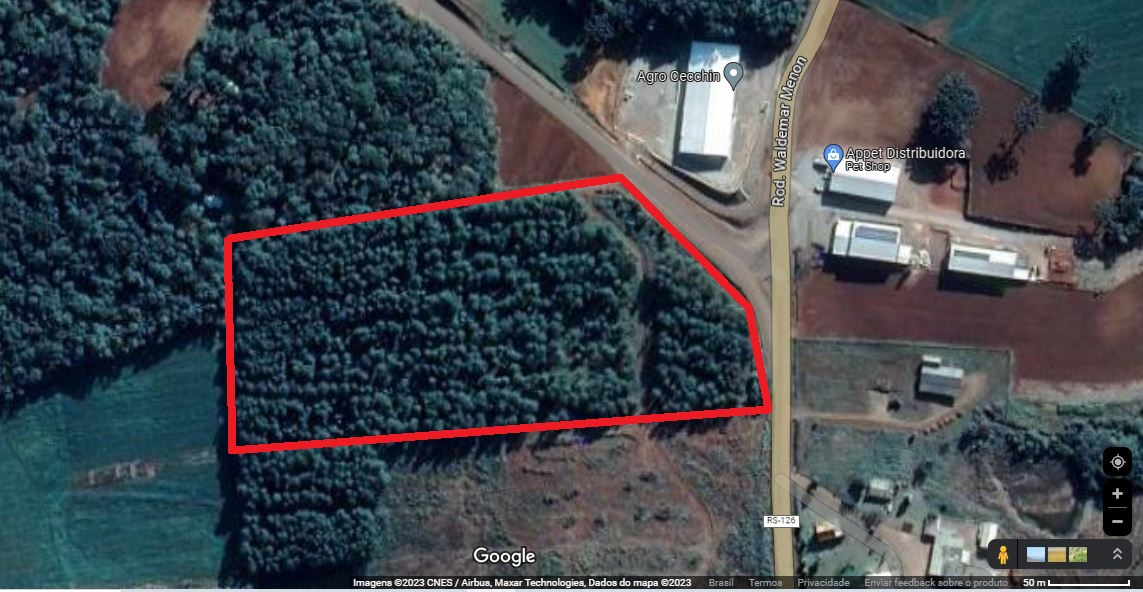 Agro Cecchin
Rod. Waldemar Menon
Appet Distribuidora
Pet Shop
RS-126
Google
Imagens ©2023 CNES / Airbus, Maxar Technologies, Dados do mapa ©2023 Brasil Termos Privacidade Enviar feedback sobre o produto 50 m